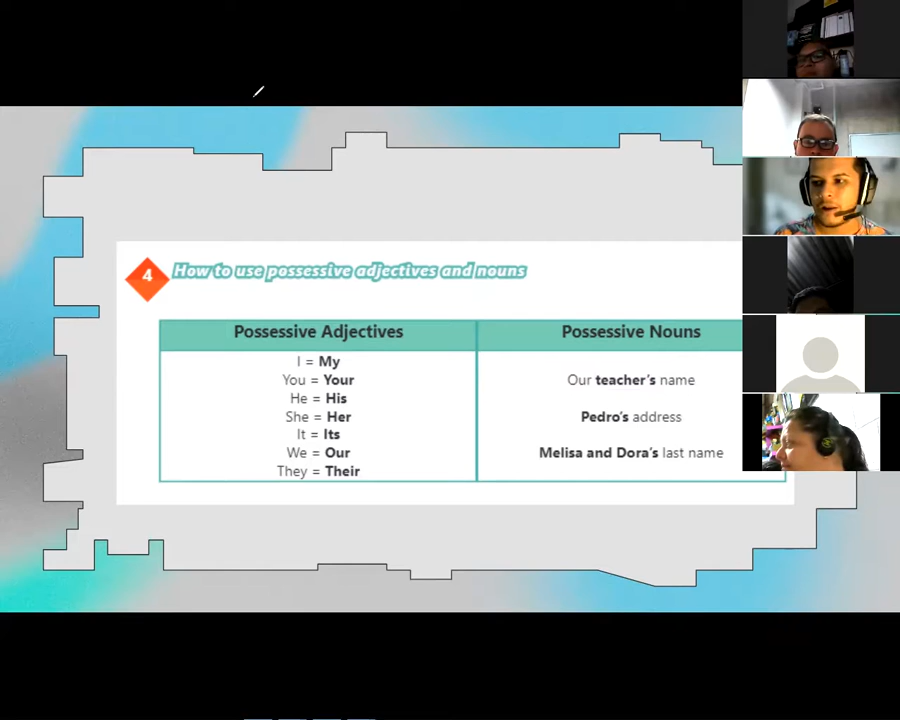 4
How to use possessive adjectives and nouns
Possessive Adjectives
I = My
You = Your
He = His
She = Her
It = Its
We = Our
They = Their
Possessive Nouns
Our teacher's name
Pedro's address
Melisa and Dora's last name